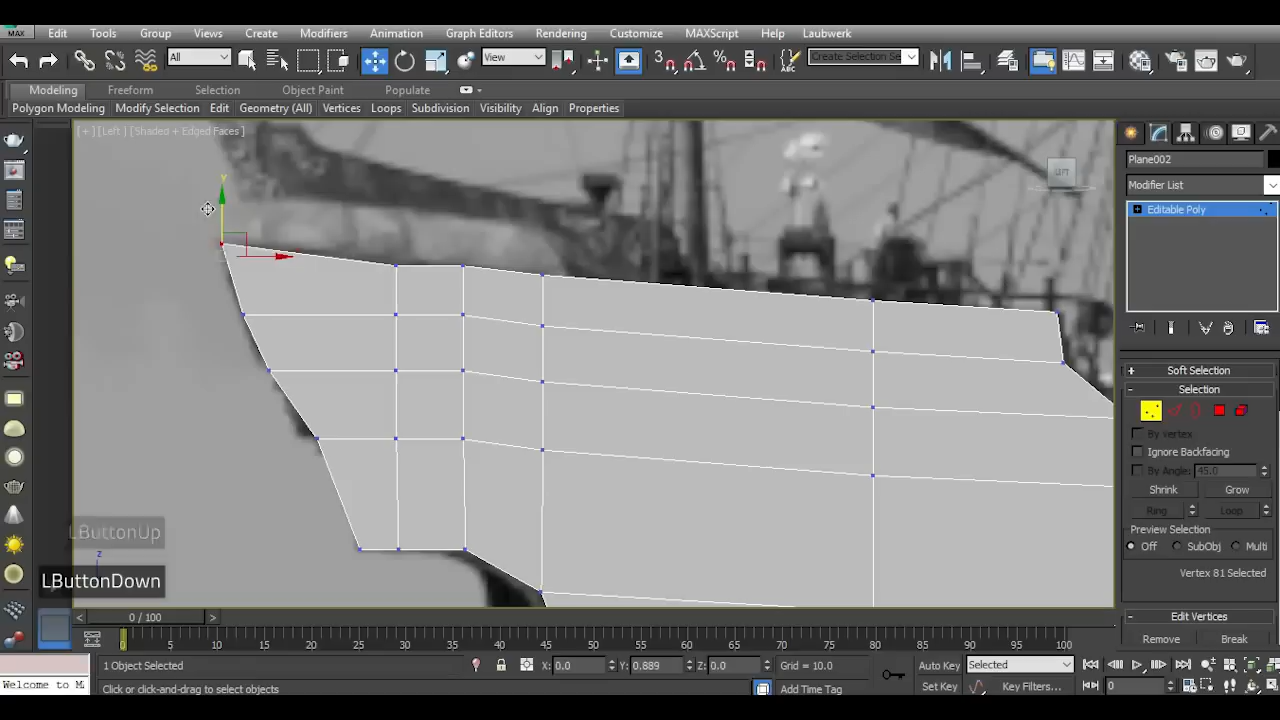 MAX Edit Tools Group Views Create Modifiers Animation Graph Editors Rendering Customize MAXScript Help Laubwerk
All View Create Selection Se
ABC
Modeling Freeform Selection Object Paint Populate
Polygon Modeling Modify Selection Edit Geometry (All) Vertices Loops Subdivision Visibility Align Properties
[ + ] [ Left ] [ Shaded + Edged Faces ]
LEFT
Y
Plane002
Modifier List
Editable Poly
Soft Selection
Selection
By Vertex
Ignore Backfacing
By Angle: 45.0
Shrink Grow
Ring Loop
Preview Selection
Off SubObj Multi
Vertex 81 Selected
Edit Vertices
Remove Break
LButtonUp
z
LButtonDown
< 0 / 100 >
0 5 10 15 20 25 30 35 40 45 50 55 60 65 70 75 80 85 90 95 100
1 Object Selected X: 0.0 Y: 0.889 Z: 0.0 Grid = 10.0 Auto Key Selected
Welcome to M Click or click-and-drag to select objects Add Time Tag Set Key Key Filters... 0